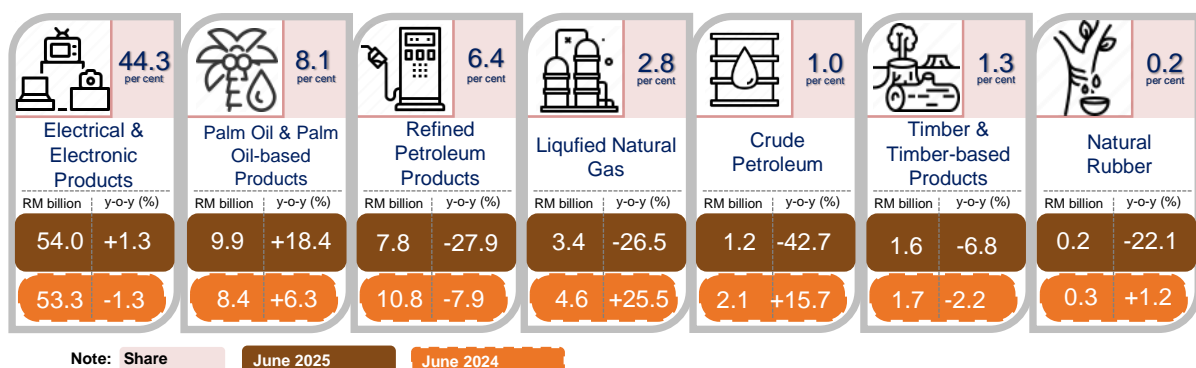 44.3
per cent
Electrical &
Electronic
Products
RM billion y-o-y (%)
54.0 +1.3
53.3 -1.3
8.1
per cent
Palm Oil & Palm
Oil-based
Products
RM billion y-o-y (%)
9.9 +18.4
8.4 +6.3
6.4
per cent
Refined
Petroleum
Products
RM billion y-o-y (%)
7.8 -27.9
10.8 -7.9
2.8
per cent
Liqufied Natural
Gas
RM billion y-o-y (%)
3.4 -26.5
4.6 +25.5
1.0
per cent
Crude
Petroleum
RM billion y-o-y (%)
1.2 -42.7
2.1 +15.7
1.3
per cent
Timber &
Timber-based
Products
RM billion y-o-y (%)
1.6 -6.8
1.7 -2.2
0.2
per cent
Natural
Rubber
RM billion y-o-y (%)
0.2 -22.1
0.3 +1.2
Note: Share June 2025 June 2024